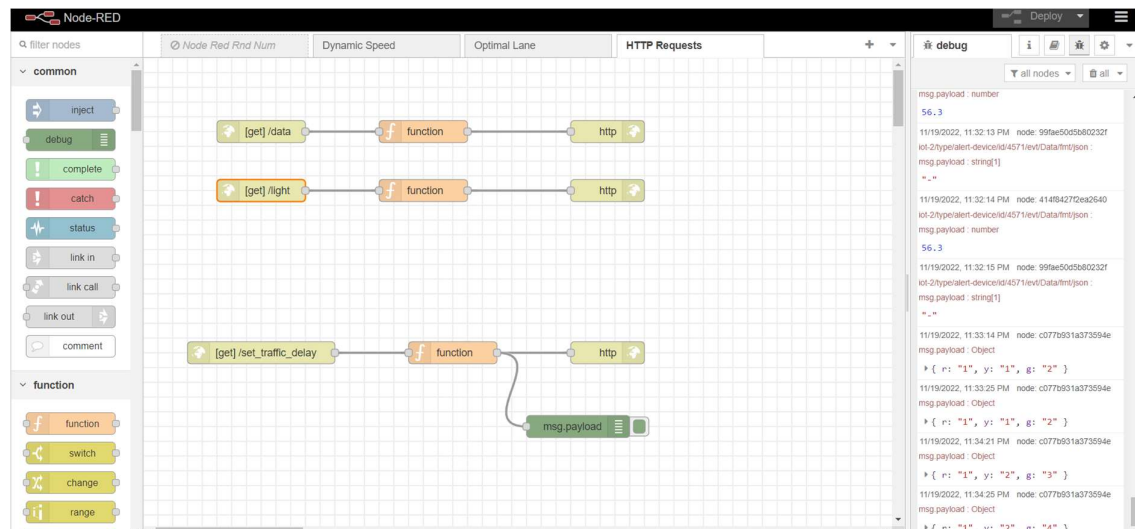 Node-RED
Deploy
filter nodes
Node Red Rnd Num
Dynamic Speed
Optimal Lane
HTTP Requests
debug
i
all nodes
all
common
inject
debug
complete
catch
status
link in
link call
link out
comment
function
function
switch
change
range
[get] /data
function
http
[get] /light
function
http
[get] /set_traffic_delay
function
http
msg.payload
msg.payload : number
56.3
11/19/2022, 11:32:13 PM node: 99fae50d5b80232f
iot-2/type/alert-device/id/4571/evt/Data/fmt/json :
msg.payload : string[1]
"-"
11/19/2022, 11:32:14 PM node: 414f8427f2ea2640
iot-2/type/alert-device/id/4571/evt/Data/fmt/json :
msg.payload : number
56.3
11/19/2022, 11:32:15 PM node: 99fae50d5b80232f
iot-2/type/alert-device/id/4571/evt/Data/fmt/json :
msg.payload : string[1]
"-"
11/19/2022, 11:33:14 PM node: c077b931a373594e
msg.payload : Object
{ r: "1", y: "1", g: "2" }
11/19/2022, 11:33:25 PM node: c077b931a373594e
msg.payload : Object
{ r: "1", y: "1", g: "2" }
11/19/2022, 11:34:21 PM node: c077b931a373594e
msg.payload : Object
{ r: "1", y: "2", g: "3" }
11/19/2022, 11:34:25 PM node: c077b931a373594e
msg.payload : Object